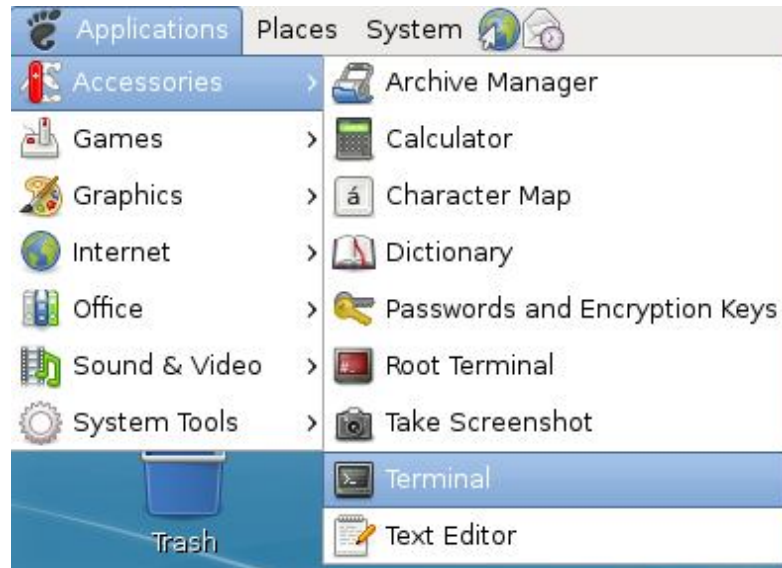 Applications Places System
Accessories
Games
Graphics
Internet
Office
Sound & Video
System Tools
Archive Manager
Calculator
á Character Map
Dictionary
Passwords and Encryption Keys
Root Terminal
Take Screenshot
Terminal
Text Editor
Trash